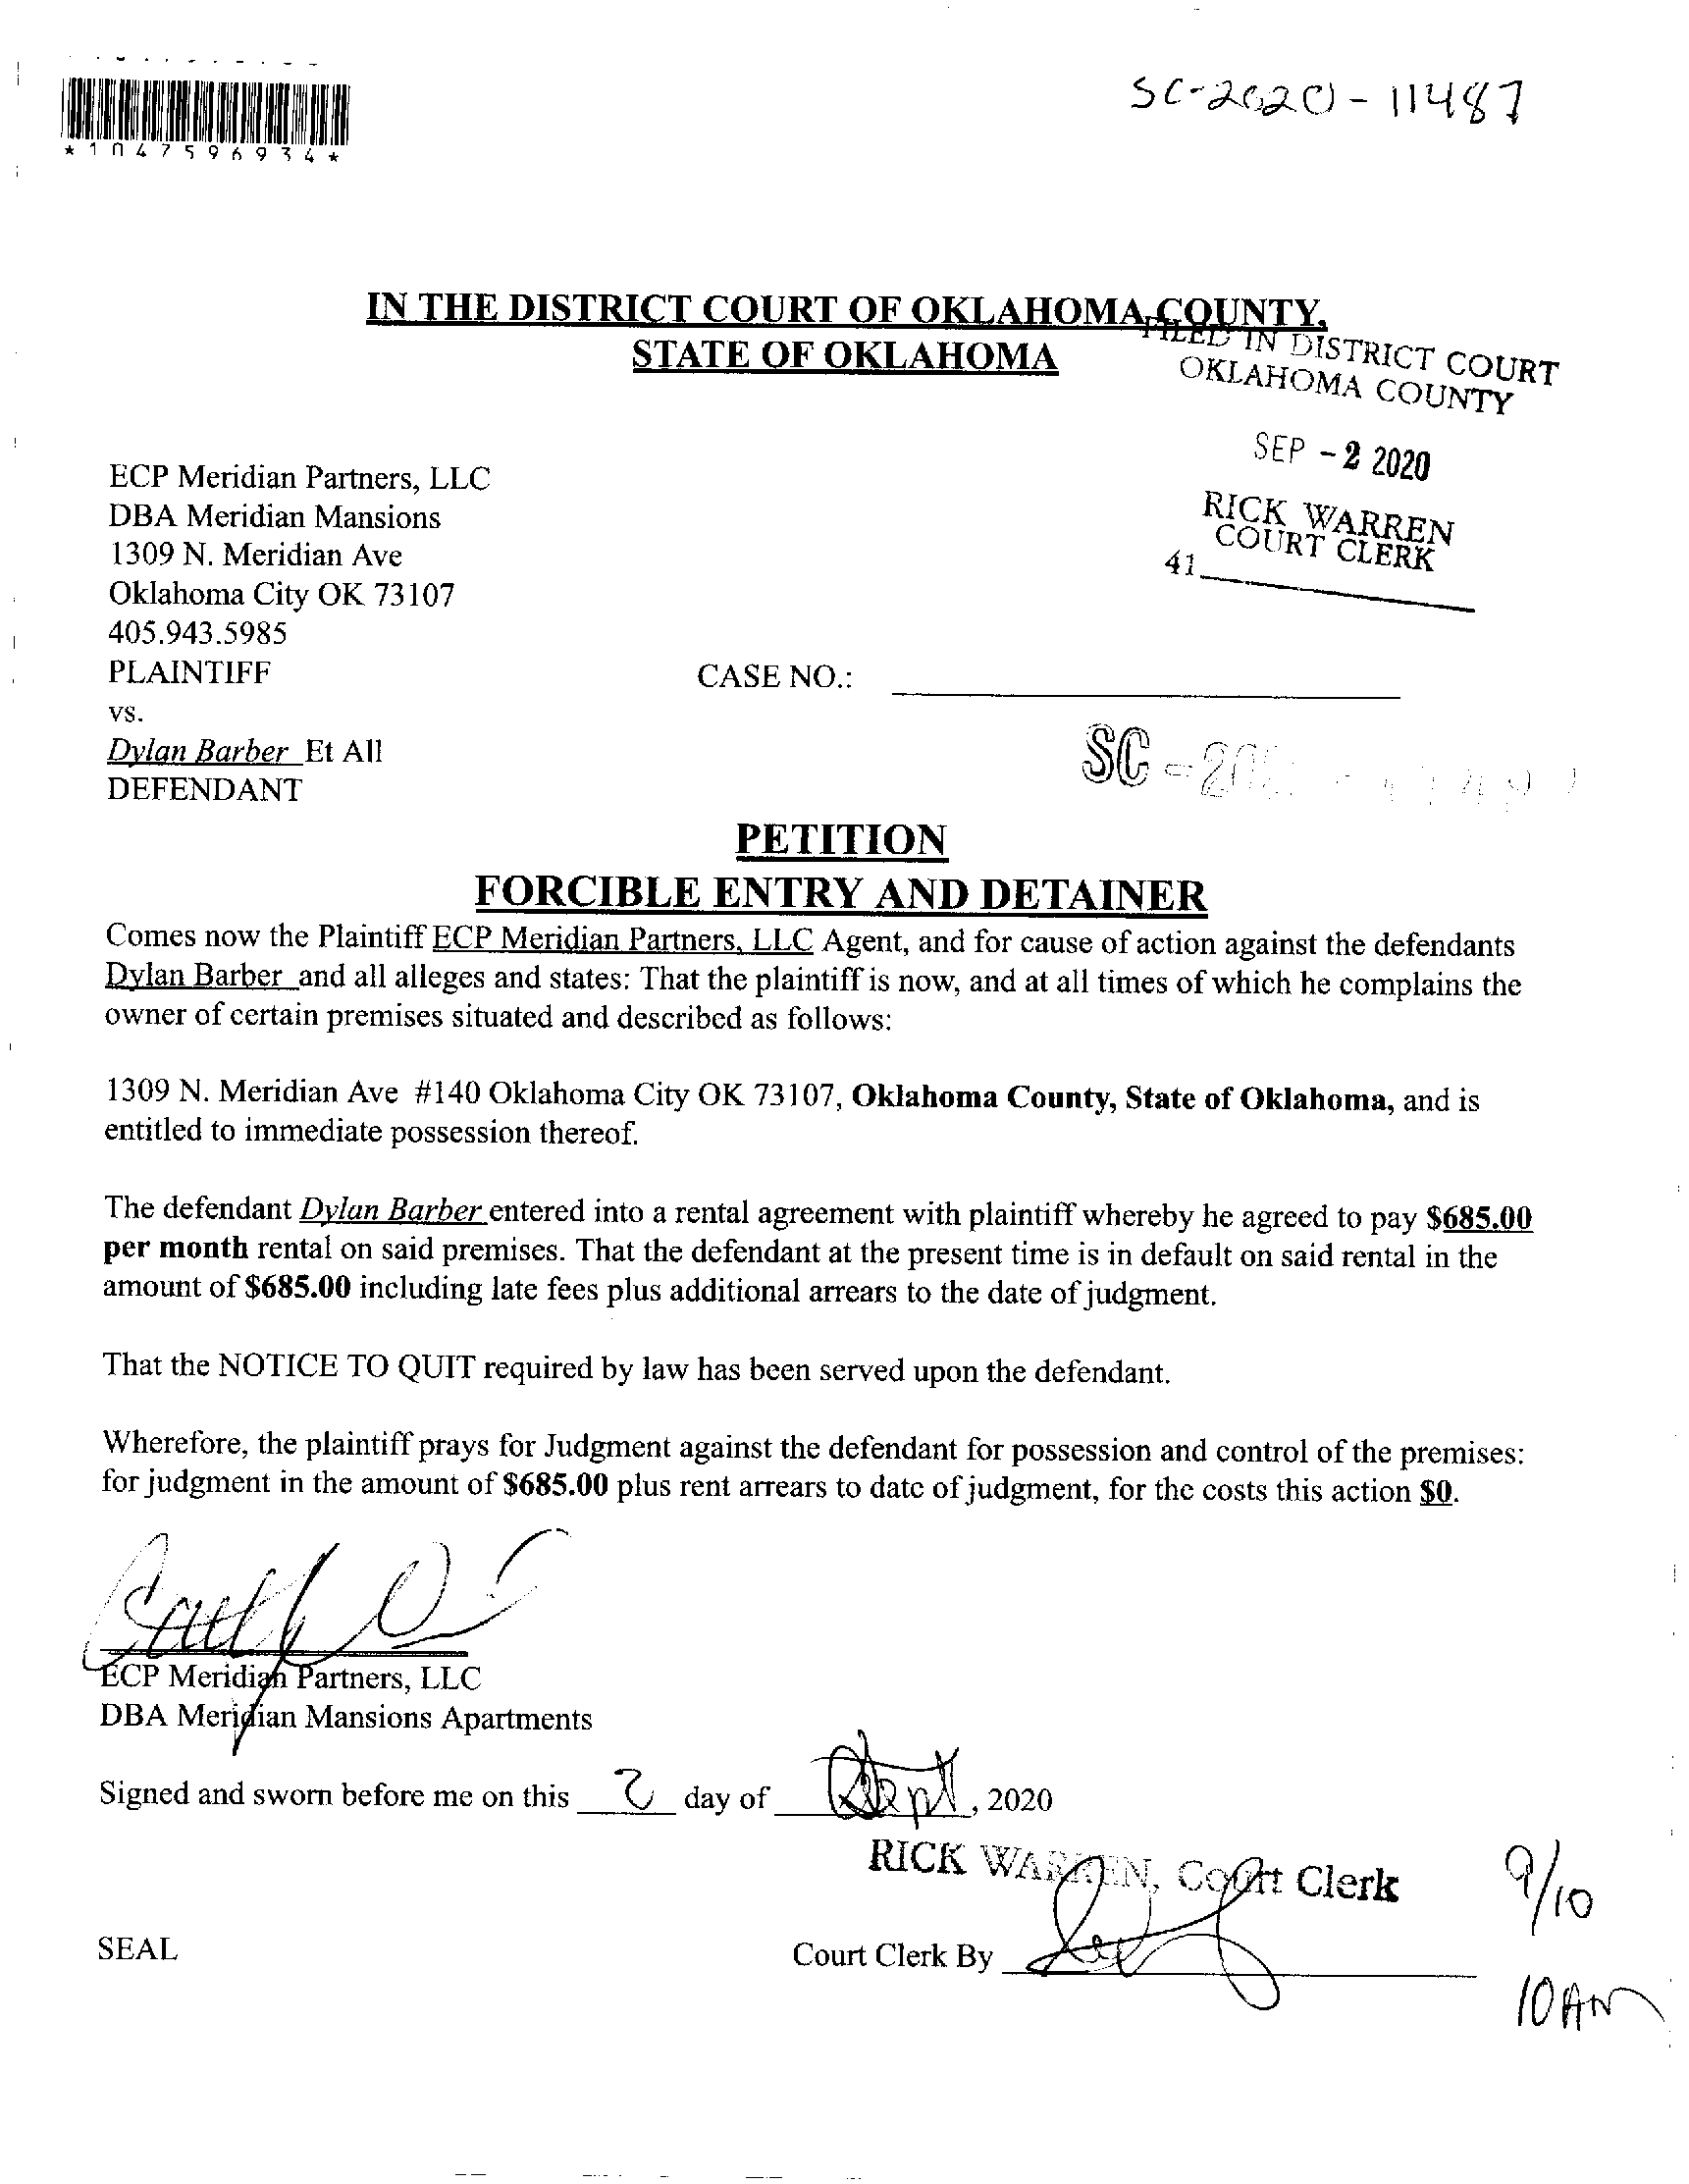 SC-2020-11487
*1047596934*
IN THE DISTRICT COURT OF OKLAHOMA COUNTY,
STATE OF OKLAHOMA
FILED IN DISTRICT COURT
OKLAHOMA COUNTY
SEP -2 2020
RICK WARREN
COURT CLERK
41
ECP Meridian Partners, LLC
DBA Meridian Mansions
1309 N. Meridian Ave
Oklahoma City OK 73107
405.943.5985
PLAINTIFF
CASE NO.:
vs.
Dylan Barber Et All
DEFENDANT
SC -
PETITION
FORCIBLE ENTRY AND DETAINER
Comes now the Plaintiff ECP Meridian Partners, LLC Agent, and for cause of action against the defendants
Dylan Barber and all alleges and states: That the plaintiff is now, and at all times of which he complains the
owner of certain premises situated and described as follows:
1309 N. Meridian Ave #140 Oklahoma City OK 73107, Oklahoma County, State of Oklahoma, and is
entitled to immediate possession thereof.
The defendant Dylan Barber entered into a rental agreement with plaintiff whereby he agreed to pay $685.00
per month rental on said premises. That the defendant at the present time is in default on said rental in the
amount of $685.00 including late fees plus additional arrears to the date of judgment.
That the NOTICE TO QUIT required by law has been served upon the defendant.
Wherefore, the plaintiff prays for Judgment against the defendant for possession and control of the premises:
for judgment in the amount of $685.00 plus rent arrears to date of judgment, for the costs this action $0.
ECP Meridian Partners, LLC
DBA Meridian Mansions Apartments
Signed and sworn before me on this 2 day of Sept, 2020
RICK WARREN, Court Clerk
9/10
SEAL
Court Clerk By
10 AM